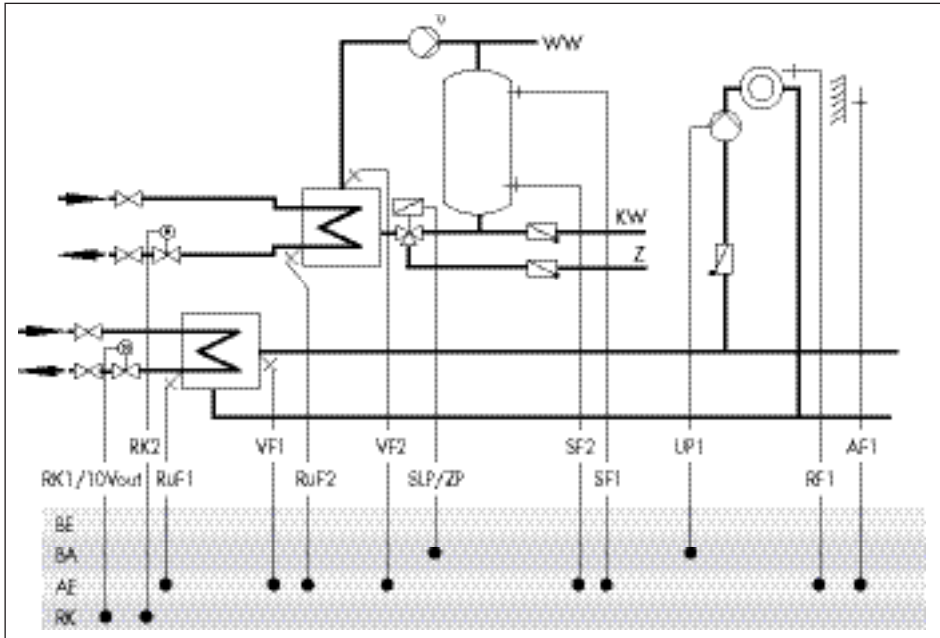 WW
KW
Z
RK2 VF1 VF2 SF2 UP1 AF1
RK1/10Vout RüF1 RüF2 SLP/ZP SF1 RF1
BE
BA
AE
RK